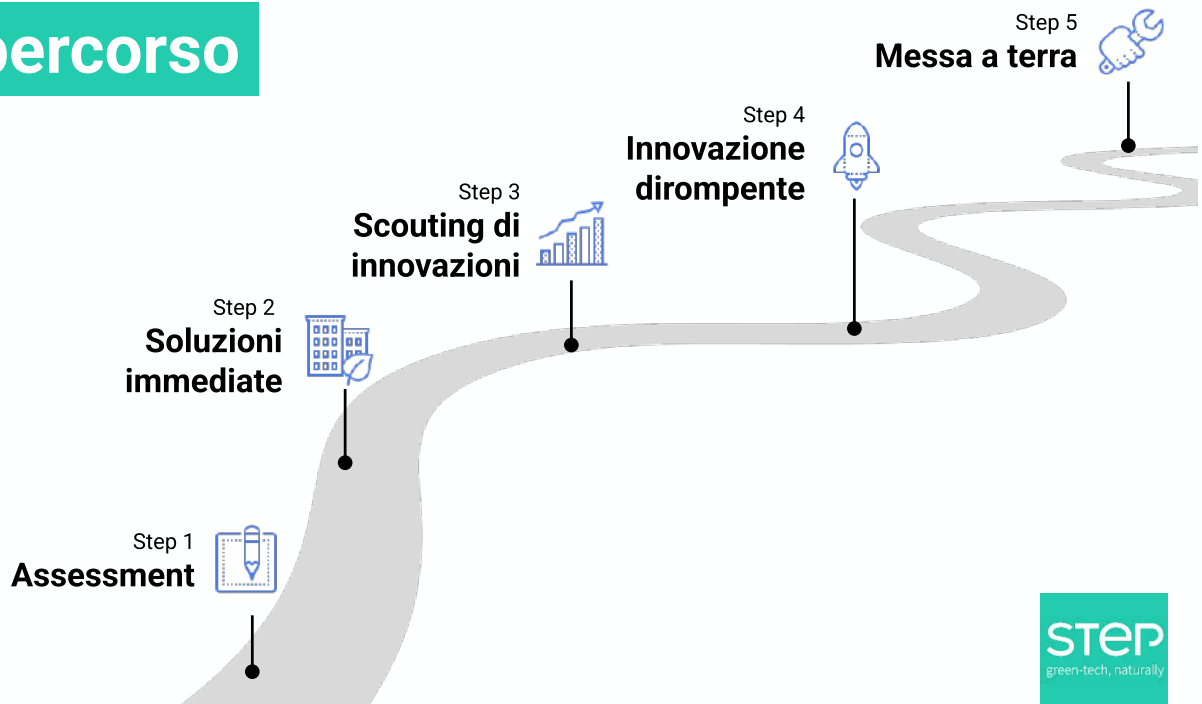 percorso
Step 5
Messa a terra
Step 4
Innovazione
dirompente
Step 3
Scouting di
innovazioni
Step 2
Soluzioni
immediate
Step 1
Assessment
STEP
green-tech, naturally